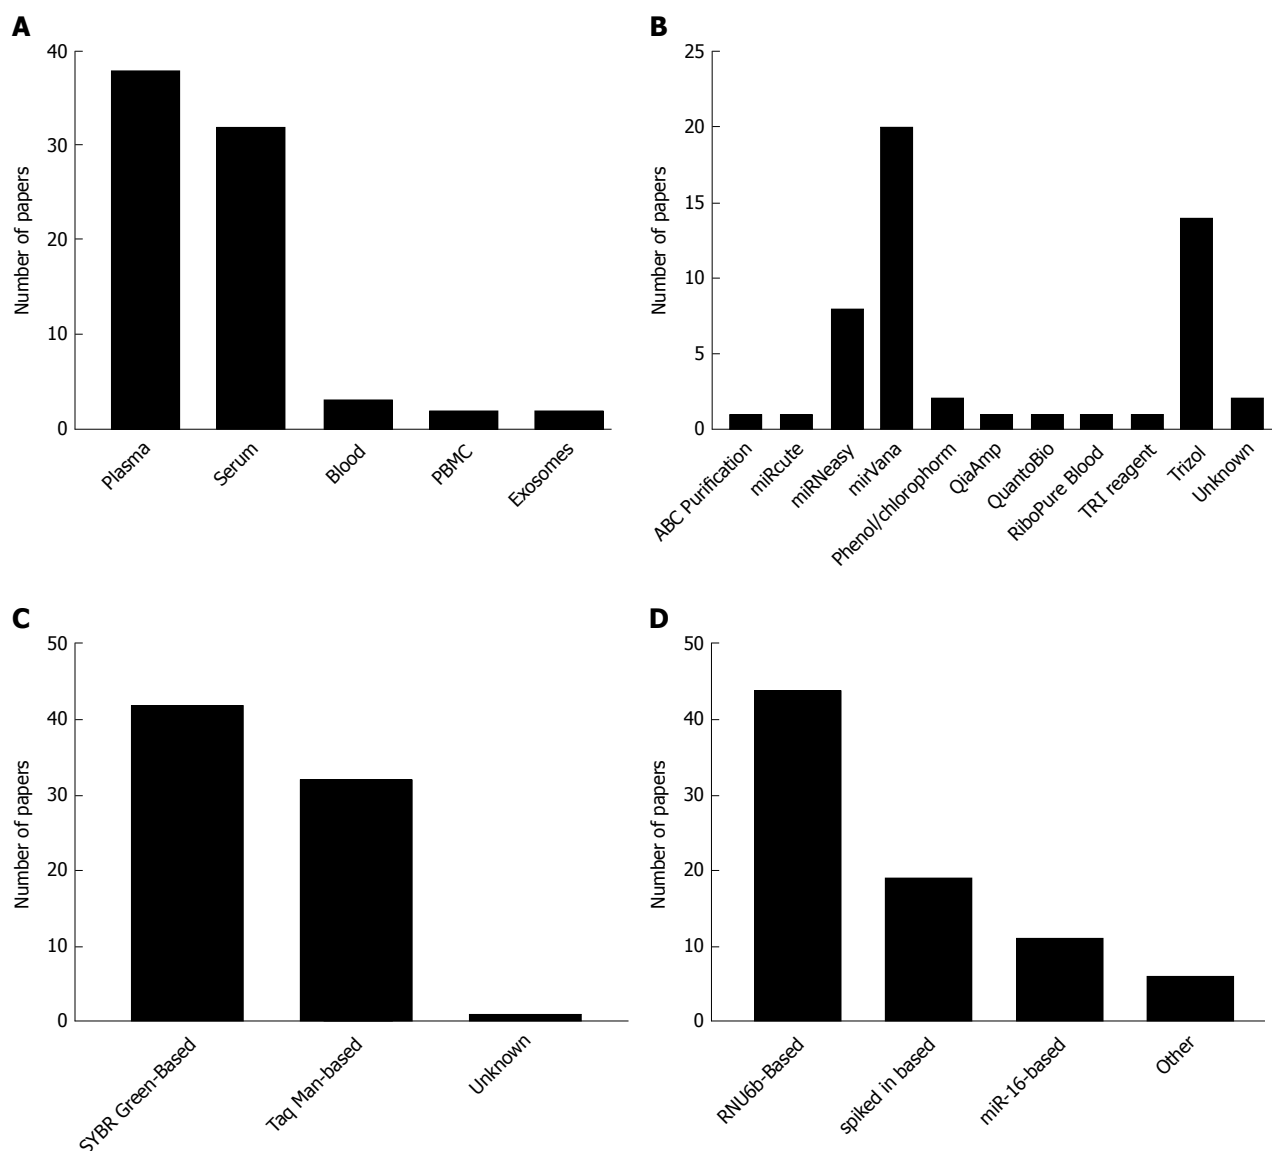 A
Number of papers
40
30
20
10
0
Plasma
Serum
Blood
PBMC
Exosomes
B
Number of papers
25
20
15
10
5
0
ABC Purification
miRcute
miRNeasy
mirVana
Phenol/chlorophorm
QiaAmp
QuantoBio
RiboPure Blood
TRI reagent
Trizol
Unknown
C
Number of papers
50
40
30
20
10
0
SYBR Green-Based
Taq Man-based
Unknown
D
Number of papers
50
40
30
20
10
0
RNU6b-Based
spiked in based
miR-16-based
Other